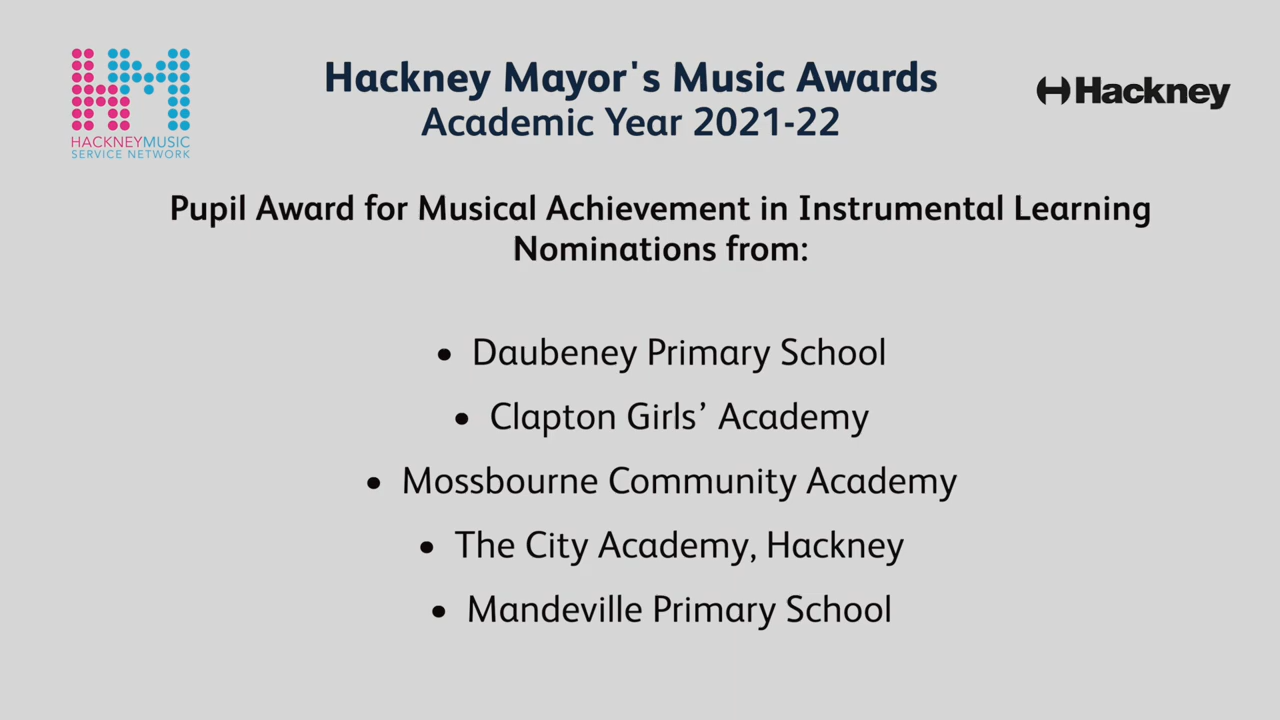 HACKNEYMUSIC
SERVICE NETWORK
Hackney Mayor's Music Awards
Academic Year 2021-22
Hackney
Pupil Award for Musical Achievement in Instrumental Learning
Nominations from:
• Daubeney Primary School
• Clapton Girls’ Academy
• Mossbourne Community Academy
• The City Academy, Hackney
• Mandeville Primary School